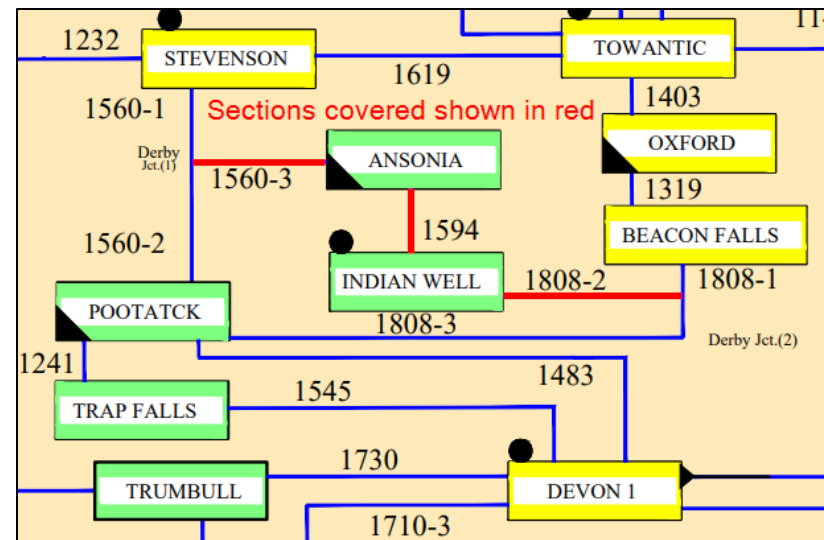 1232
STEVENSON
1619
TOWANTIC
1560-1
Sections covered shown in red
1403
Derby
Jct.(1)
1560-3
ANSONIA
OXFORD
1319
1560-2
1594
BEACON FALLS
INDIAN WELL
1808-2
1808-1
POOTATCK
1808-3
Derby Jct.(2)
1241
1483
TRAP FALLS
1545
1730
TRUMBULL
DEVON 1
1710-3